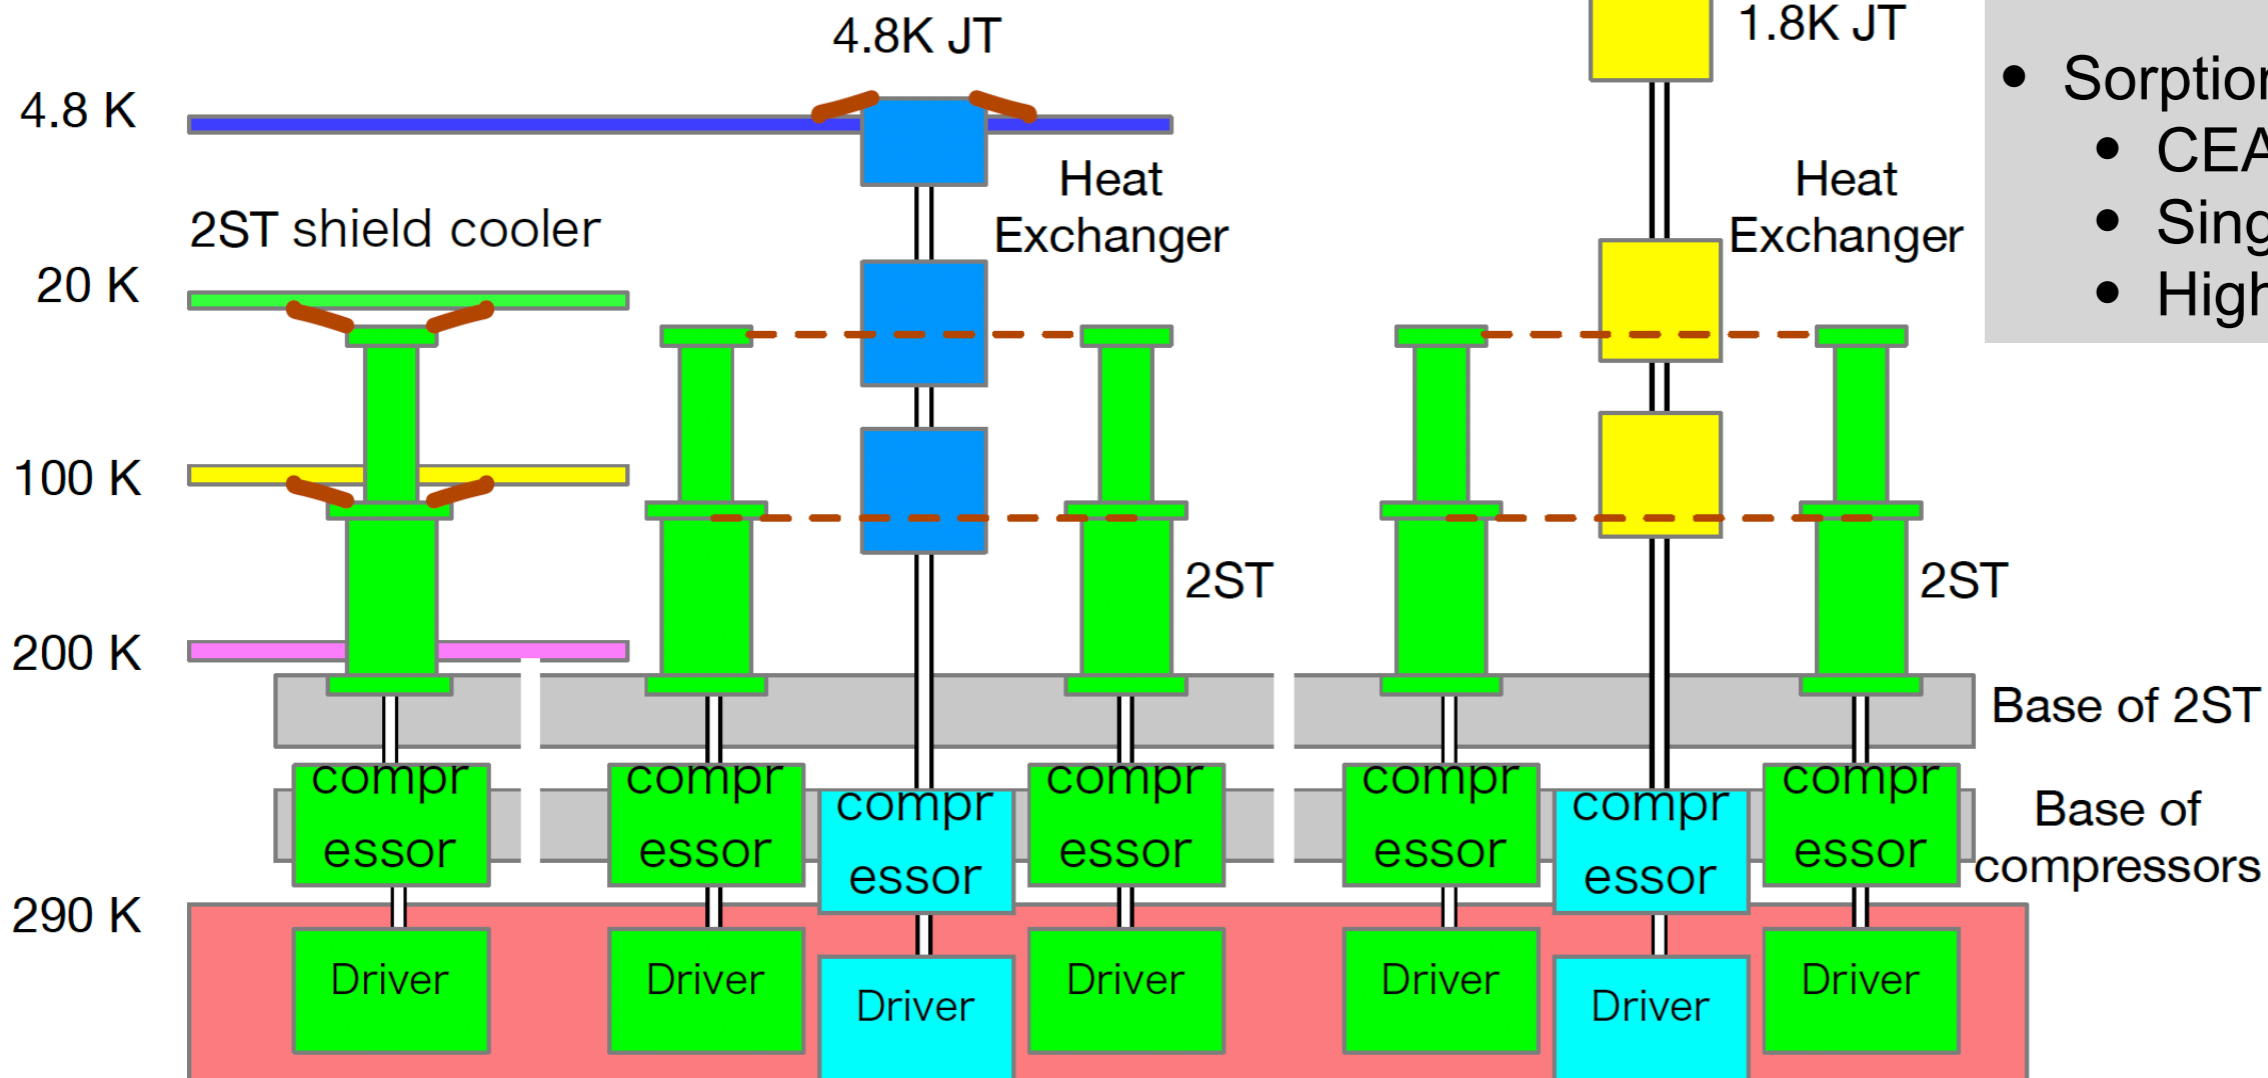 4.8K JT
1.8K JT
4.8 K
2ST shield cooler
20 K
100 K
200 K
290 K
Heat
Exchanger
Heat
Exchanger
2ST
2ST
Base of 2ST
Base of
compressors
compr
essor
compr
essor
compr
essor
compr
essor
compr
essor
compr
essor
compr
essor
Driver
Driver
Driver
Driver
Driver
Driver
Driver
• CEA